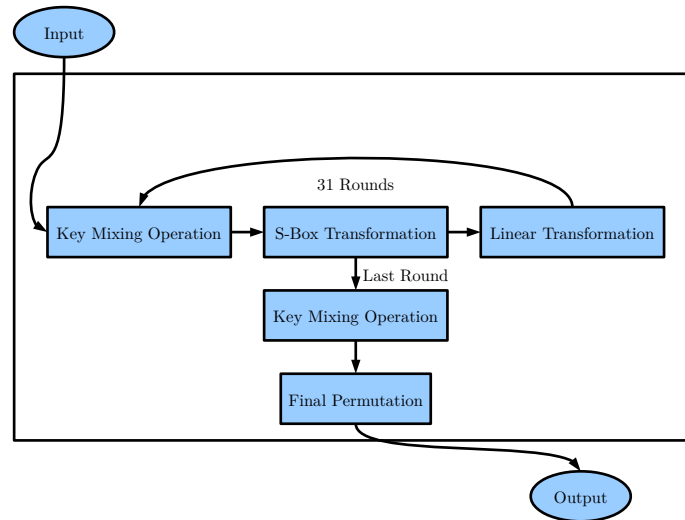 Input
31 Rounds
Key Mixing Operation
S-Box Transformation
Linear Transformation
Last Round
Key Mixing Operation
Final Permutation
Output